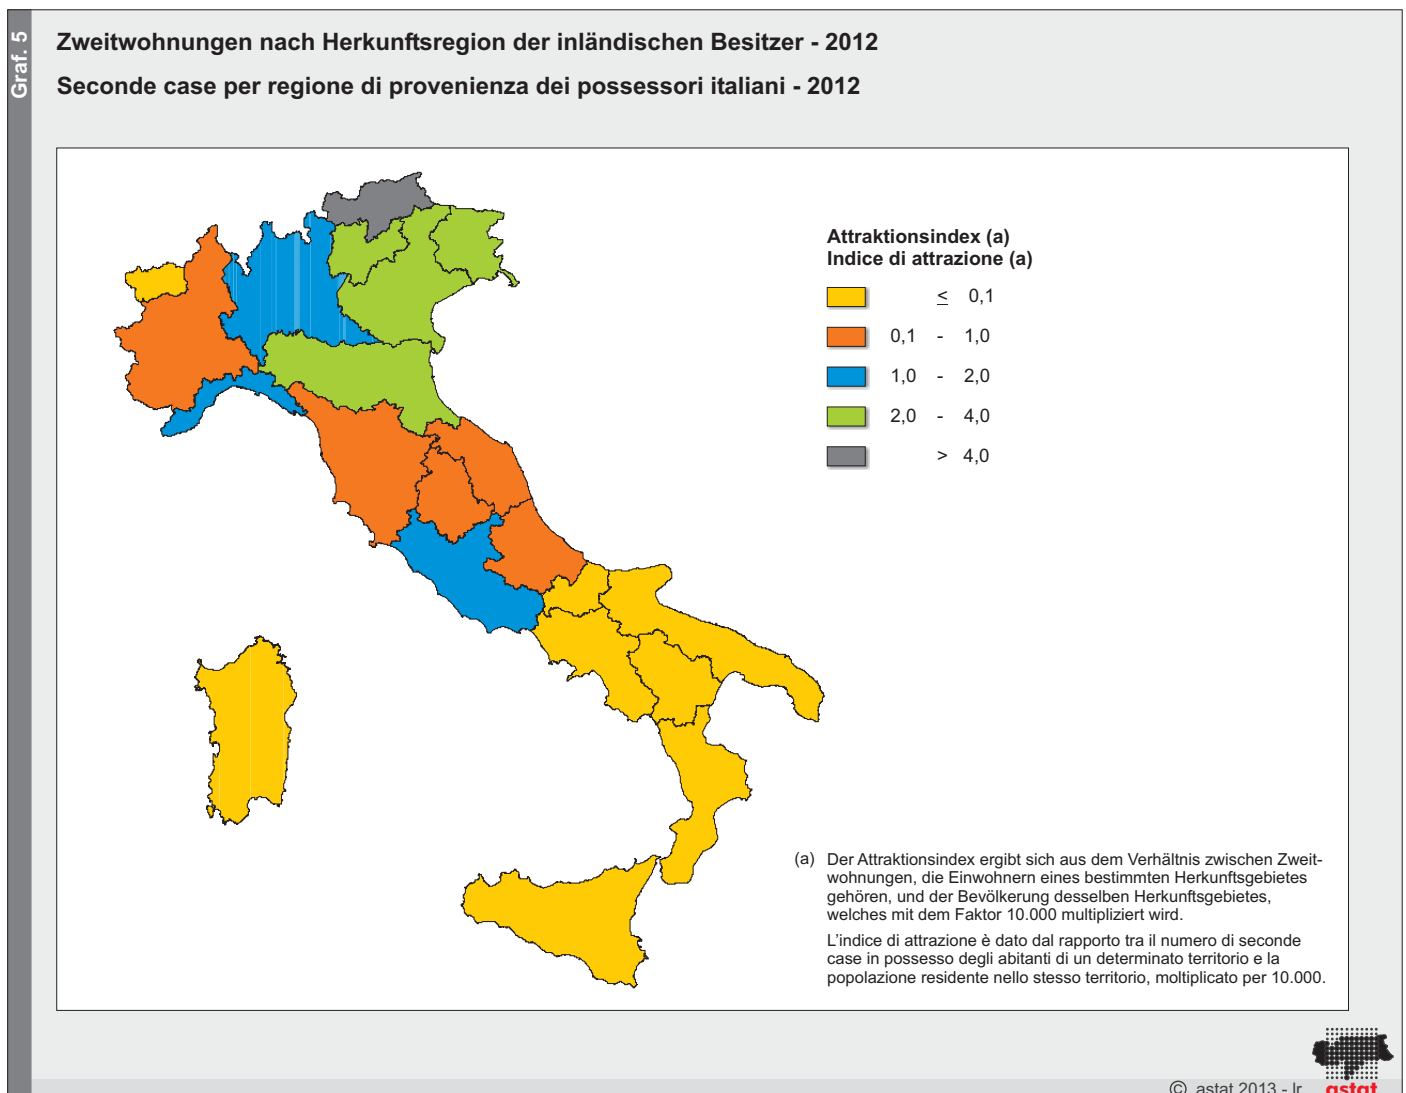 Graf. 5
Zweitwohnungen nach Herkunftsregion der inländischen Besitzer - 2012
Seconde case per regione di provenienza dei possessori italiani - 2012
Attraktionsindex (a)
Indice di attrazione (a)
≤ 0,1
0,1 - 1,0
1,0 - 2,0
2,0 - 4,0
> 4,0
(a) Der Attraktionsindex ergibt sich aus dem Verhältnis zwischen Zweit-
wohnungen, die Einwohnern eines bestimmten Herkunftsgebietes
gehören, und der Bevölkerung desselben Herkunftsgebietes,
welches mit dem Faktor 10.000 multipliziert wird.
L'indice di attrazione è dato dal rapporto tra il numero di seconde
case in possesso degli abitanti di un determinato territorio e la
popolazione residente nello stesso territorio, moltiplicato per 10.000.
© astat 2013 - lr
astat